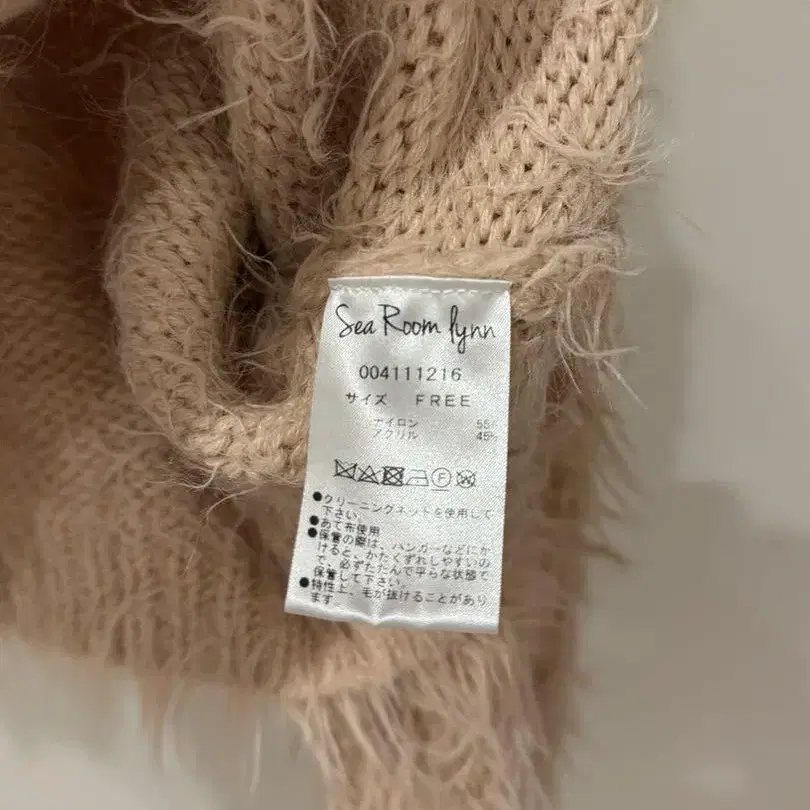 Sea Room lynn
004111216
サイズ FREE
ナイロン 55%
アクリル 45%
●クリーニングネットを使用して
下さい
●あて布使用
●保管の際は、ハンガーなどにか
けると、かたくずれしやすいの
で、必ずたたんで平らな状態で
保管して下さい。
●特性上、毛が抜けることがあり
ます